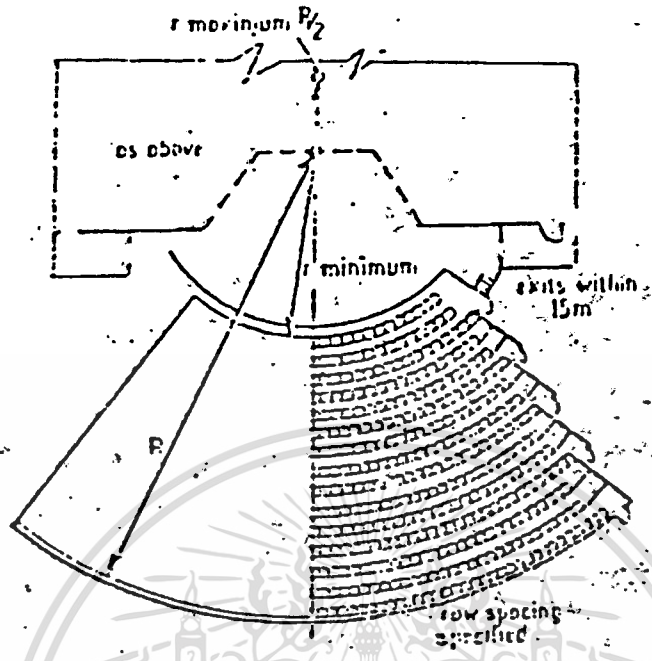 r maximum R/2
as above
r minimum
exits within
15m
R
row spacing
specified